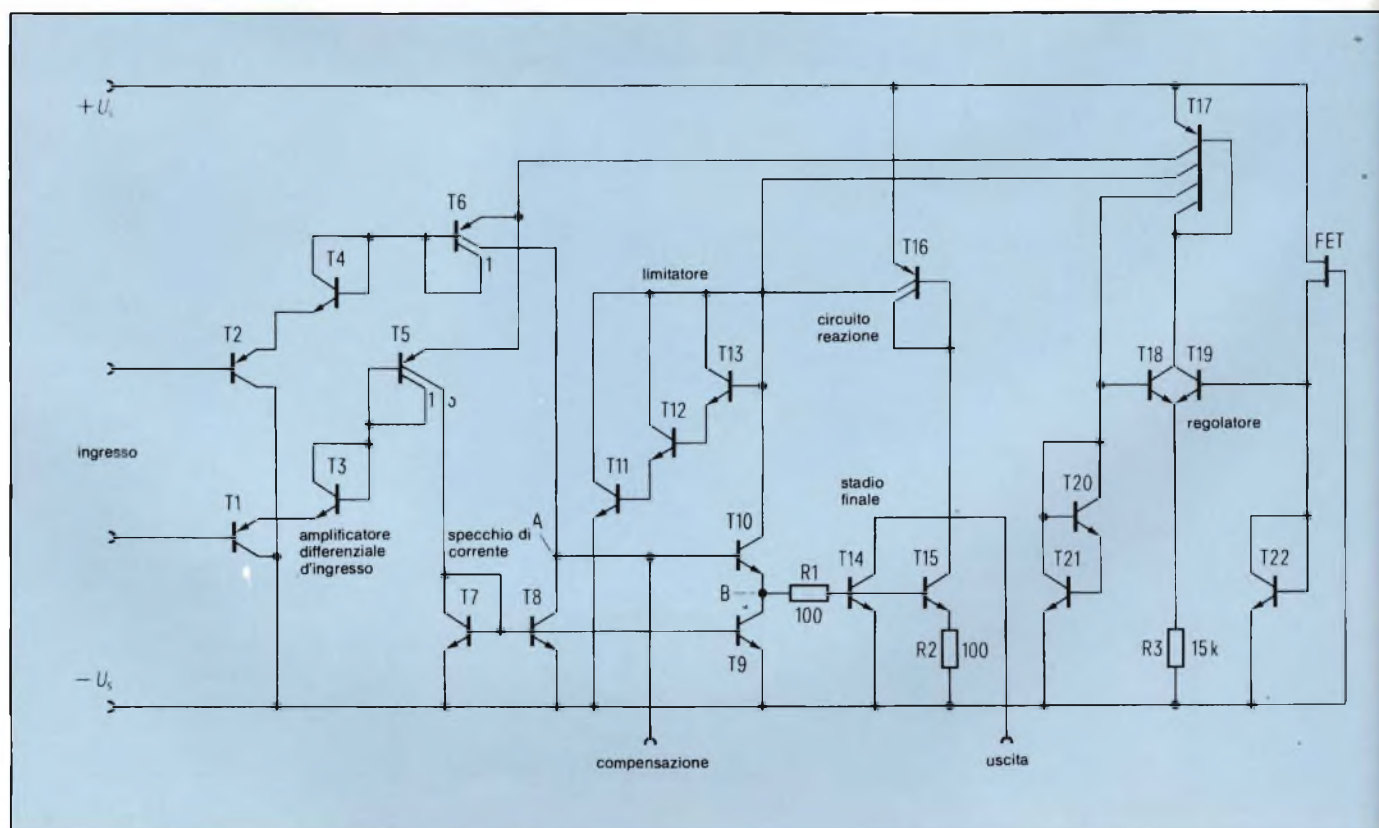 +U_s
T17
T6
T4
T16
FET
1
limitatore
T2
T5
T13
circuito
reazione
T18
T19
1
T12
regolatore
ingresso
T3
T11
stadio
finale
T20
T1
amplificatore
differenziale
d'ingresso
specchio di
corrente
A
T10
T14
T15
T21
T22
B
R1
100
T7
T8
T9
R2
100
R3
15k
−U_s
compensazione
uscita